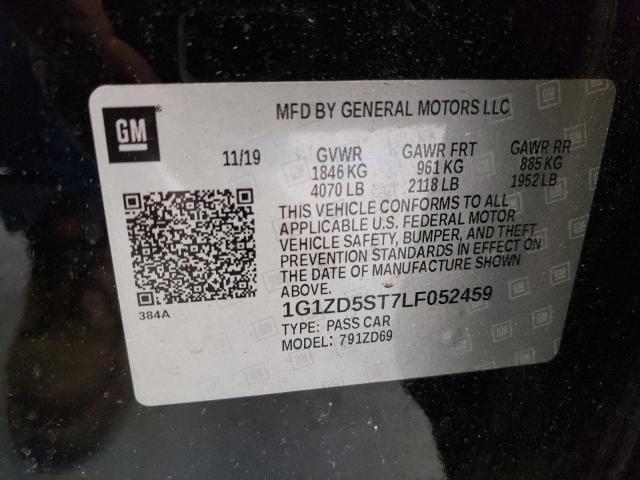 GM
MFD BY GENERAL MOTORS LLC
11/19 GVWR GAWR FRT GAWR RR
1846 KG 961 KG 885 KG
4070 LB 2118 LB 1952 LB
THIS VEHICLE CONFORMS TO ALL
APPLICABLE U.S. FEDERAL MOTOR
VEHICLE SAFETY, BUMPER, AND THEFT
PREVENTION STANDARDS IN EFFECT ON
THE DATE OF MANUFACTURE SHOWN
ABOVE.
384A
1G1ZD5ST7LF052459
TYPE: PASS CAR
MODEL: 791ZD69